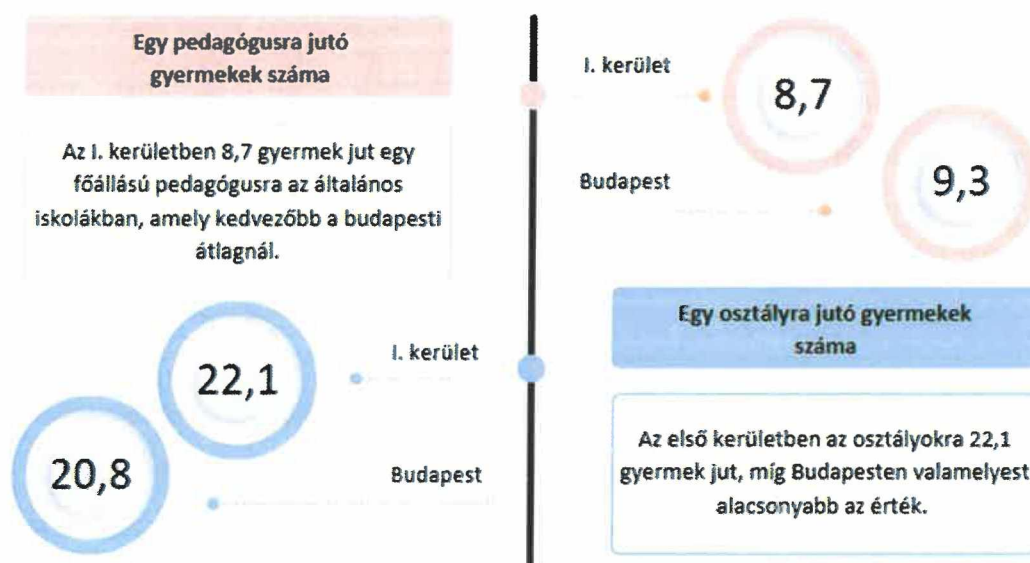 Egy pedagógusra jutó
gyermekek száma
Az I. kerületben 8,7 gyermek jut egy
főállású pedagógusra az általános
iskolákban, amely kedvezőbb a budapesti
átlagnál.
I. kerület
8,7
Budapest
9,3
22,1
I. kerület
20,8
Budapest
Egy osztályra jutó gyermekek
száma
Az első kerületben az osztályokra 22,1
gyermek jut, míg Budapesten valamelyest
alacsonyabb az érték.